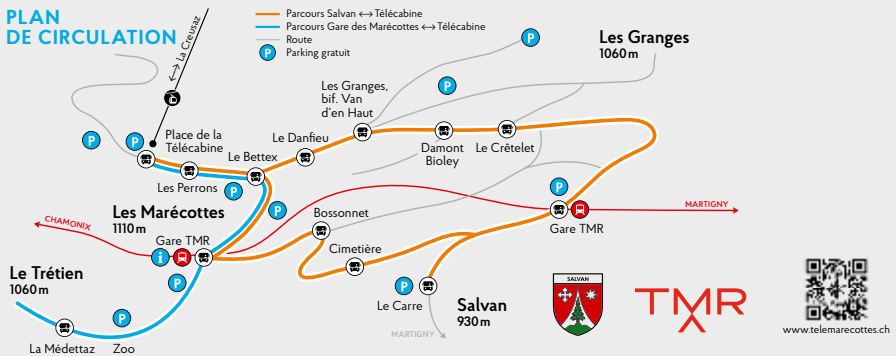 PLAN
DE CIRCULATION
La Creusaz
Parcours Salvan ↔ Télécabine
Parcours Gare des Marécottes ↔ Télécabine
Route
P Parking gratuit
Les Granges
1060 m
P
P
Les Granges,
bif. Van
d'en Haut
P
P
Place de la
Télécabine
Le Danfieu
Damont
Bioley
Le Crêtelet
Le Bettex
Les Perrons
P
P
P
Les Marécottes
1110 m
Bossonnet
MARTIGNY
CHAMONIX
Gare TMR
Gare TMR
i
Cimetière
Le Trétien
1060 m
P
P
SALVAN
TMR
Le Carre
Salvan
930 m
P
MARTIGNY
www.telemarecottes.ch
La Médettaz
Zoo